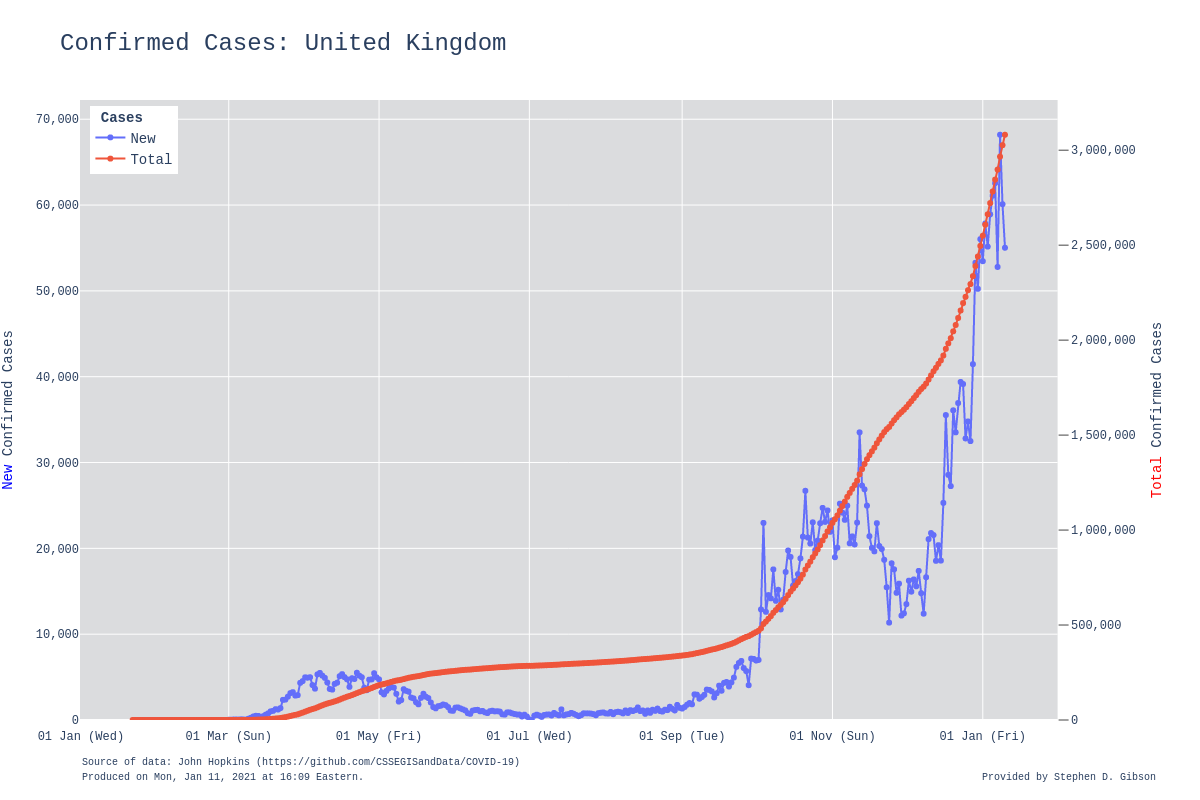 Confirmed Cases: United Kingdom
Cases
New
Total
70,000
60,000
50,000
40,000
30,000
20,000
10,000
0
3,000,000
2,500,000
2,000,000
1,500,000
1,000,000
500,000
0
New Confirmed Cases
Total Confirmed Cases
01 Jan (Wed)
01 Mar (Sun)
01 May (Fri)
01 Jul (Wed)
01 Sep (Tue)
01 Nov (Sun)
01 Jan (Fri)
Source of data: John Hopkins (https://github.com/CSSEGISandData/COVID-19)
Produced on Mon, Jan 11, 2021 at 16:09 Eastern.
Provided by Stephen D. Gibson